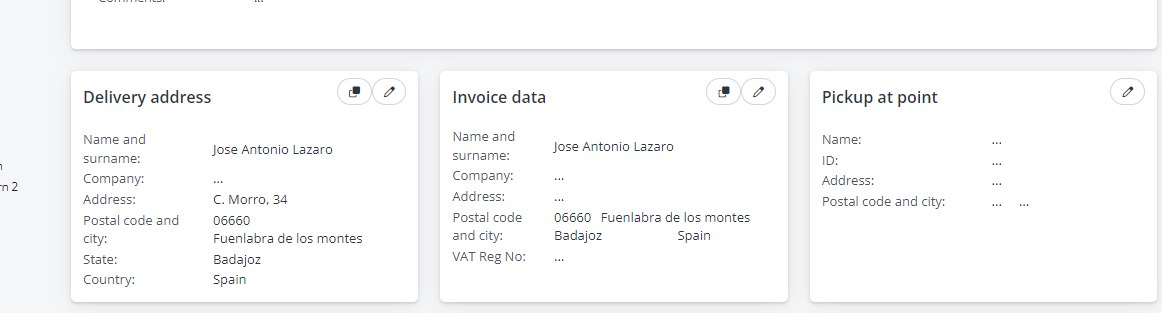 Comments: ...
n
rn 2
Delivery address
Name and surname: Jose Antonio Lazaro
Company: ...
Address: C. Morro, 34
Postal code and city: 06660 Fuenlabra de los montes
State: Badajoz
Country: Spain
Invoice data
Name and surname: Jose Antonio Lazaro
Company: ...
Address: ...
Postal code and city: 06660 Fuenlabra de los montes
Badajoz Spain
VAT Reg No: ...
Pickup at point
Name: ...
ID: ...
Address: ...
Postal code and city: ... ...